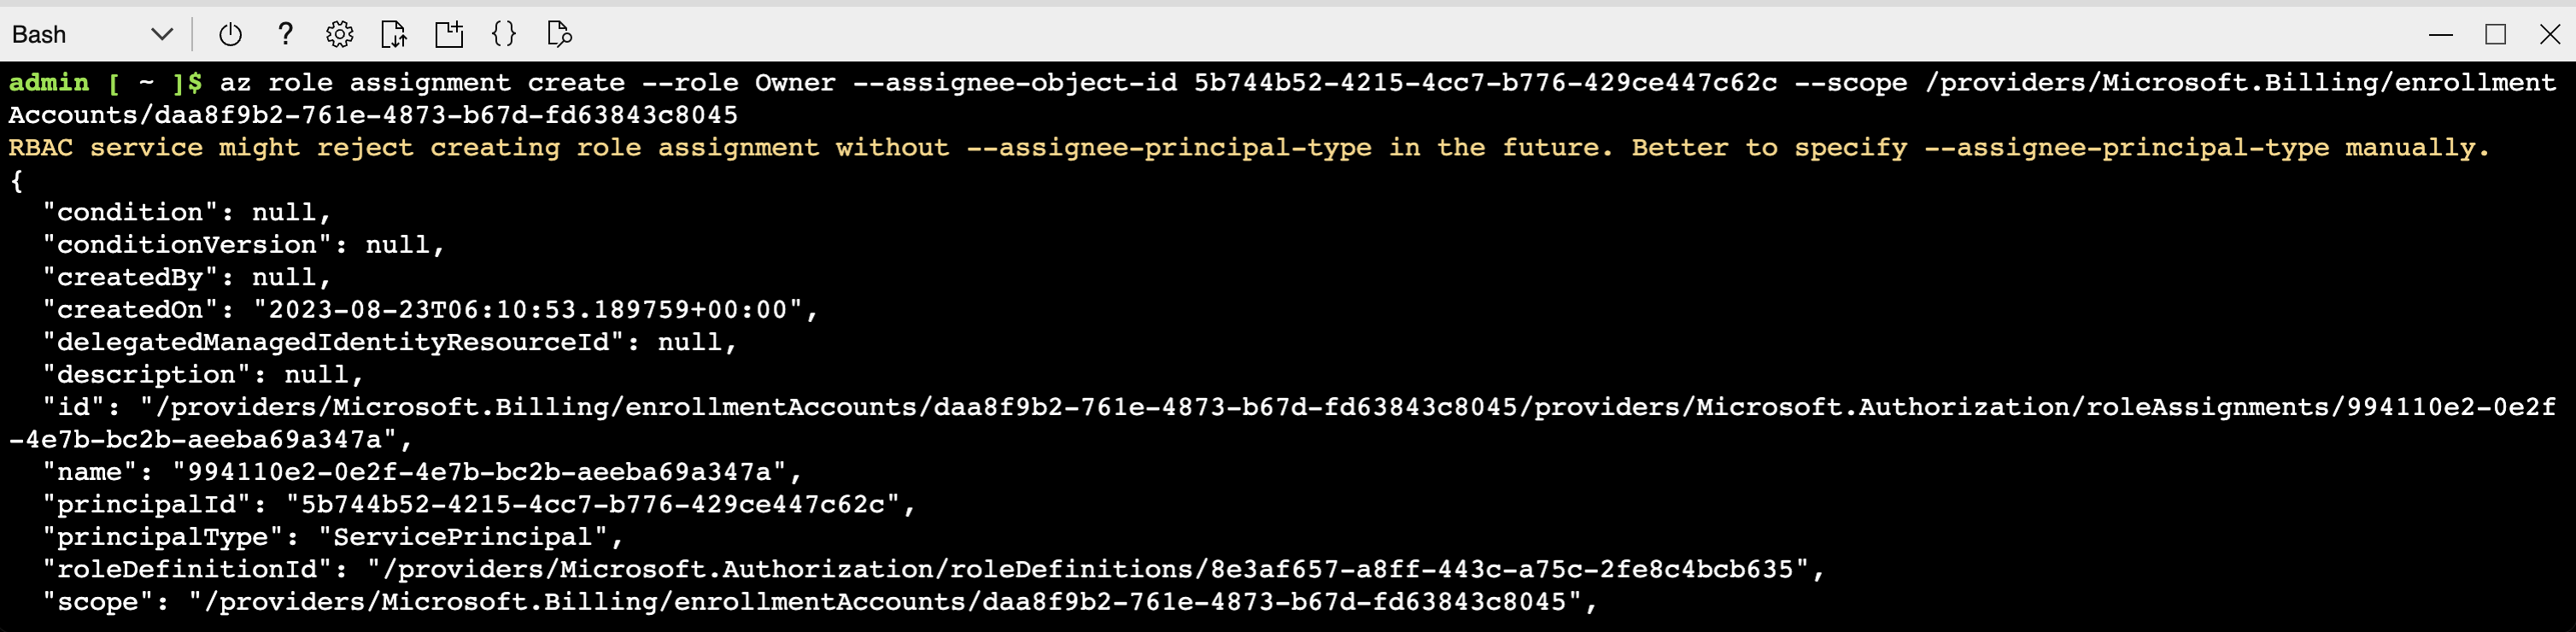 Bash
admin [ ~ ]$ az role assignment create --role Owner --assignee-object-id 5b744b52-4215-4cc7-b776-429ce447c62c --scope /providers/Microsoft.Billing/enrollment
Accounts/daa8f9b2-761e-4873-b67d-fd63843c8045
RBAC service might reject creating role assignment without --assignee-principal-type in the future. Better to specify --assignee-principal-type manually.
{
  "condition": null,
  "conditionVersion": null,
  "createdBy": null,
  "createdOn": "2023-08-23T06:10:53.189759+00:00",
  "delegatedManagedIdentityResourceId": null,
  "description": null,
  "id": "/providers/Microsoft.Billing/enrollmentAccounts/daa8f9b2-761e-4873-b67d-fd63843c8045/providers/Microsoft.Authorization/roleAssignments/994110e2-0e2f
-4e7b-bc2b-aeeba69a347a",
  "name": "994110e2-0e2f-4e7b-bc2b-aeeba69a347a",
  "principalId": "5b744b52-4215-4cc7-b776-429ce447c62c",
  "principalType": "ServicePrincipal",
  "roleDefinitionId": "/providers/Microsoft.Authorization/roleDefinitions/8e3af657-a8ff-443c-a75c-2fe8c4bcb635",
  "scope": "/providers/Microsoft.Billing/enrollmentAccounts/daa8f9b2-761e-4873-b67d-fd63843c8045",